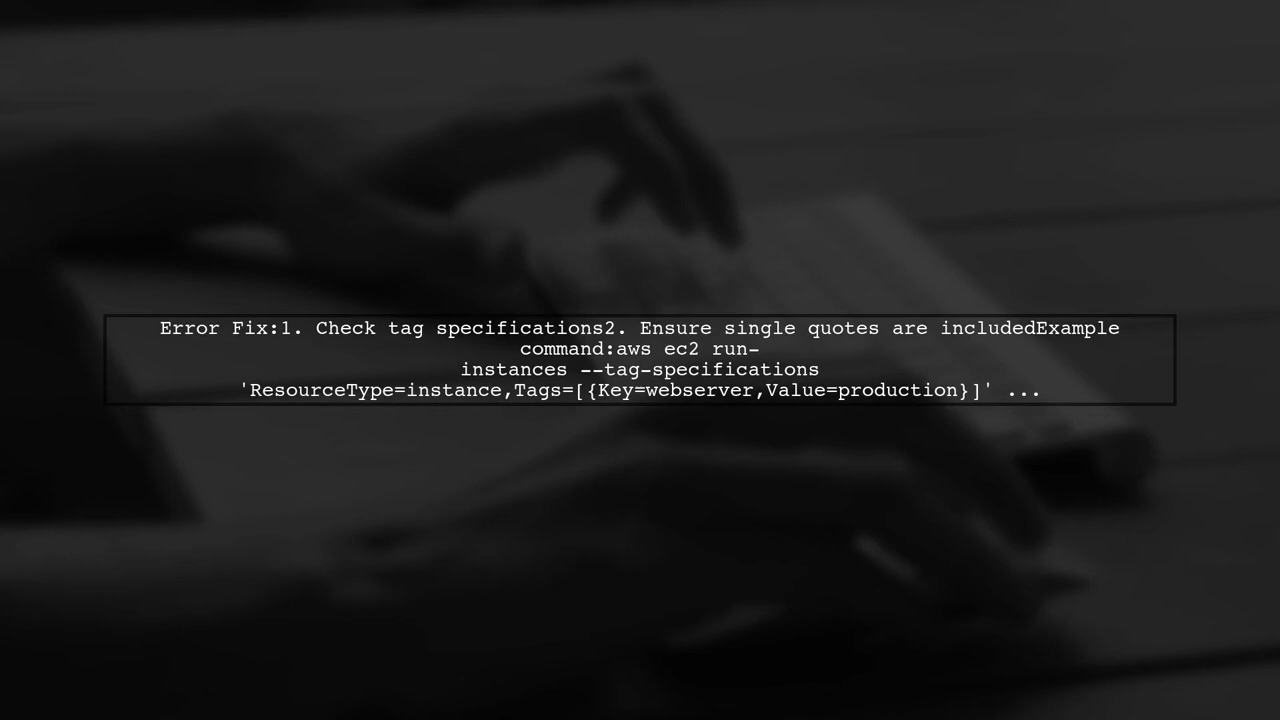 Error Fix:1. Check tag specifications2. Ensure single quotes are includedExample
command:aws ec2 run-
instances --tag-specifications
'ResourceType=instance,Tags=[{Key=webserver,Value=production}]' ...